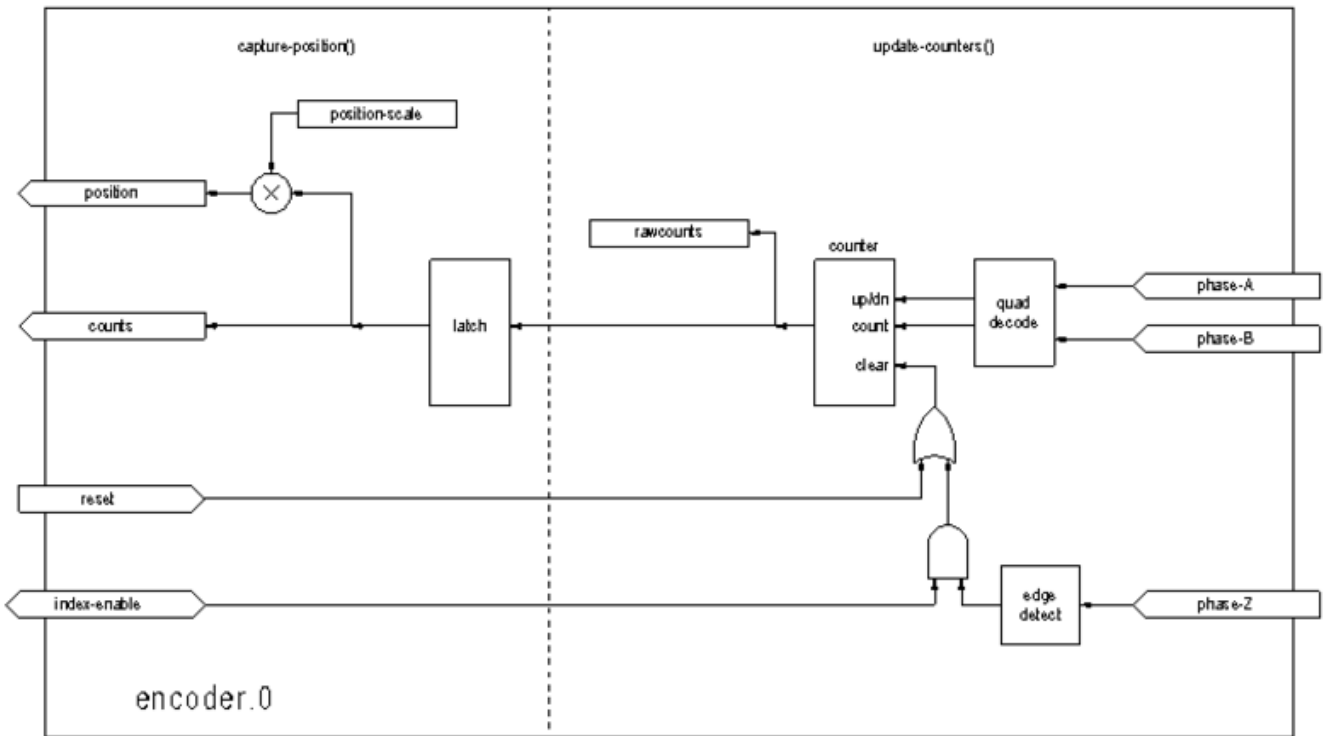 capture-position()
update-counters()
position-scale
position
rawcounts
counter
up/dn
count
clear
quad
decode
phase-A
phase-B
counts
latch
reset
index-enable
edge
detect
phase-Z
encoder.0